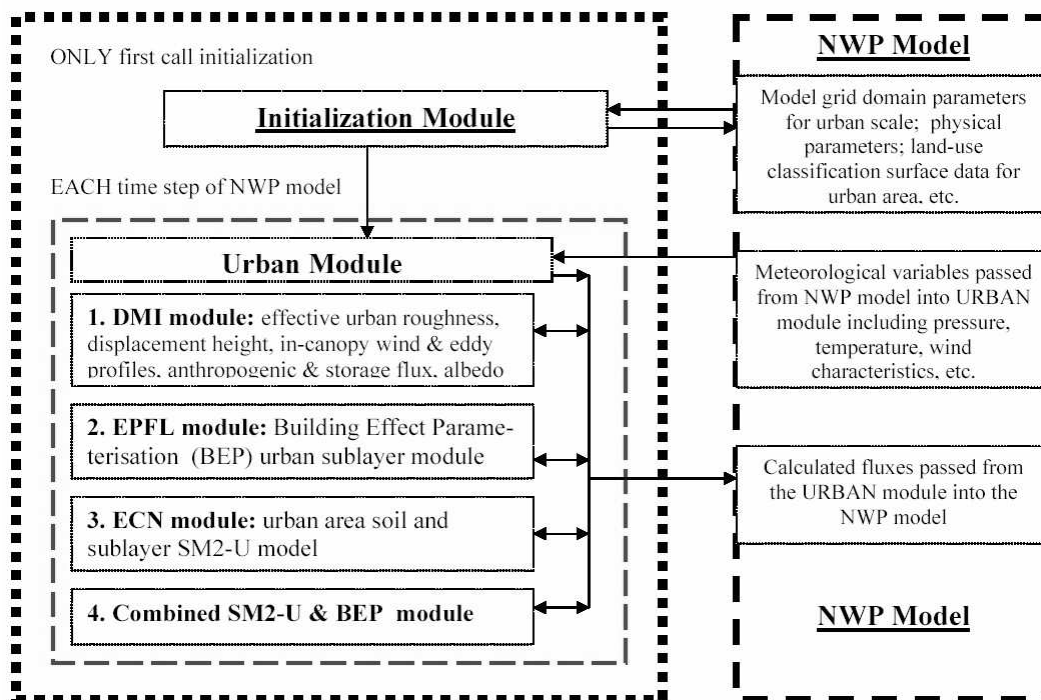 ONLY first call initialization
Initialization Module
EACH time step of NWP model
Urban Module
1. DMI module: effective urban roughness,
displacement height, in-canopy wind & eddy
profiles, anthropogenic & storage flux, albedo
2. EPFL module: Building Effect Parame-
terisation (BEP) urban sublayer module
3. ECN module: urban area soil and
sublayer SM2-U model
4. Combined SM2-U & BEP module
NWP Model
Model grid domain parameters
for urban scale; physical
parameters; land-use
classification surface data for
urban area, etc.
Meteorological variables passed
from NWP model into URBAN
module including pressure,
temperature, wind
characteristics, etc.
Calculated fluxes passed from
the URBAN module into the
NWP model
NWP Model